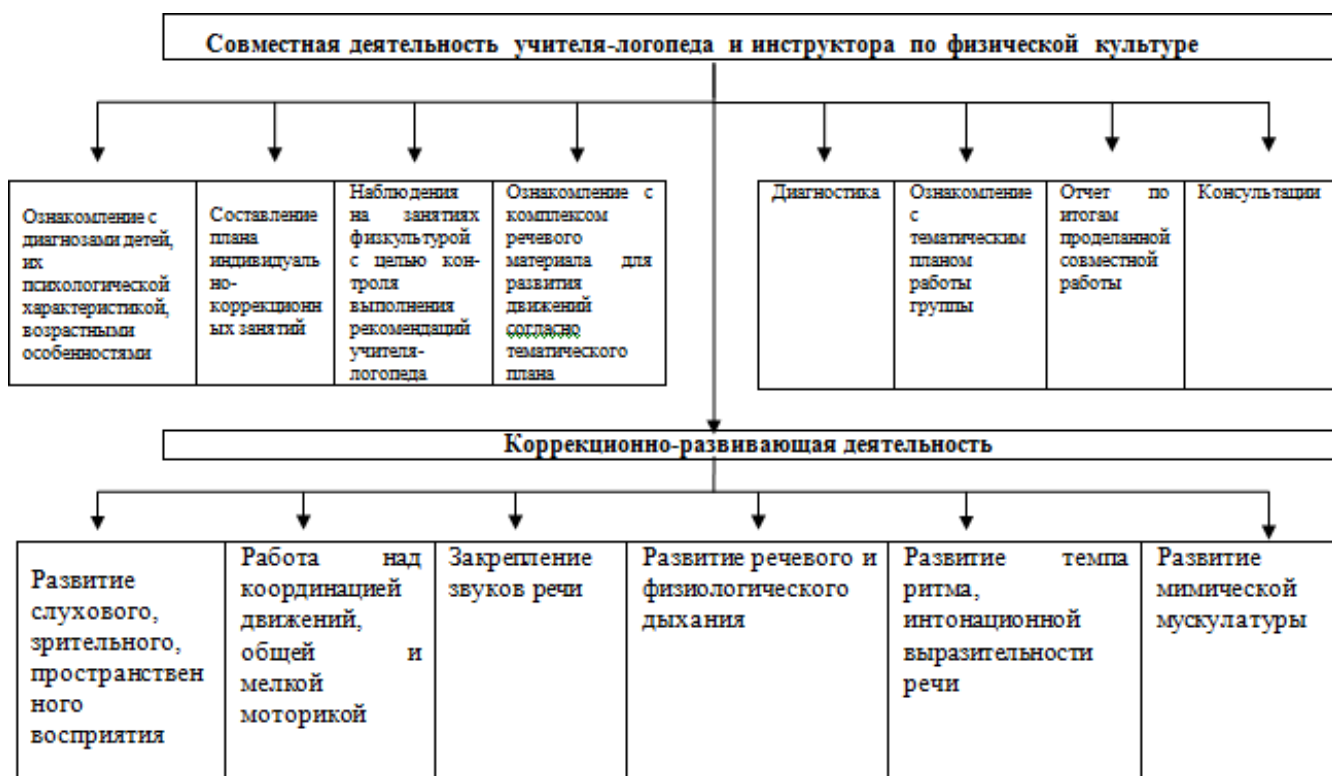 Совместная деятельность учителя-логопеда и инструктора по физической культуре
Ознакомление с
диагнозами детей,
их
психологической
характеристикой,
возрастными
особенностями
Составление
плана
индивидуаль
но-
коррекционн
ых занятий
Наблюдения
на занятиях
физкультурой
с целью кон-
троля
выполнения
рекомендаций
учителя-
логопеда
Ознакомление с
комплексом
речевого
материала для
развития
движений
согласно
тематического
плана
Диагностика
Ознакомление
с
тематическим
планом
работы
группы
Отчет по
итогам
проделанной
совместной
работы
Консультации
Коррекционно-развивающая деятельность
Развитие
слухового,
зрительного,
пространствен
ного
восприятия
Работа над
координацией
движений,
общей и
мелкой
моторикой
Закрепление
звуков речи
Развитие речевого и
физиологического
дыхания
Развитие темпа
ритма,
интонационной
выразительности
речи
Развитие
мимической
мускулатуры